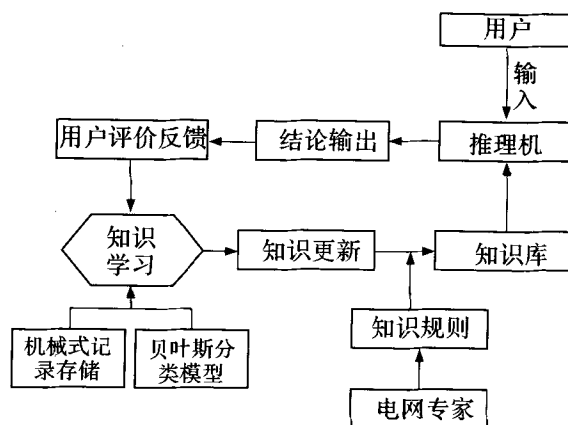 用户
输
入
用户评价反馈
结论输出
推理机
知识
学习
知识更新
知识库
机械式记
录存储
贝叶斯分
类模型
知识规则
电网专家